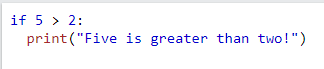 if 5 > 2:
  print("Five is greater than two!")